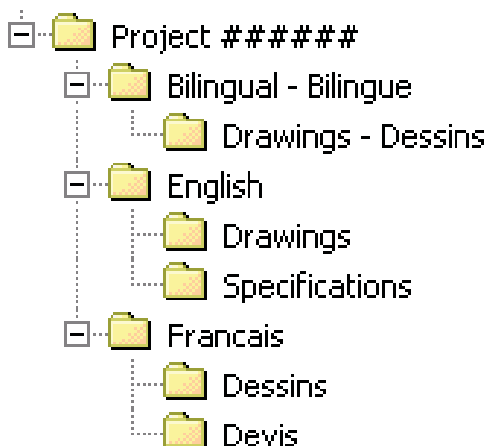 Project ######
Bilingual - Bilingue
Drawings - Dessins
English
Drawings
Specifications
Francais
Dessins
Devis